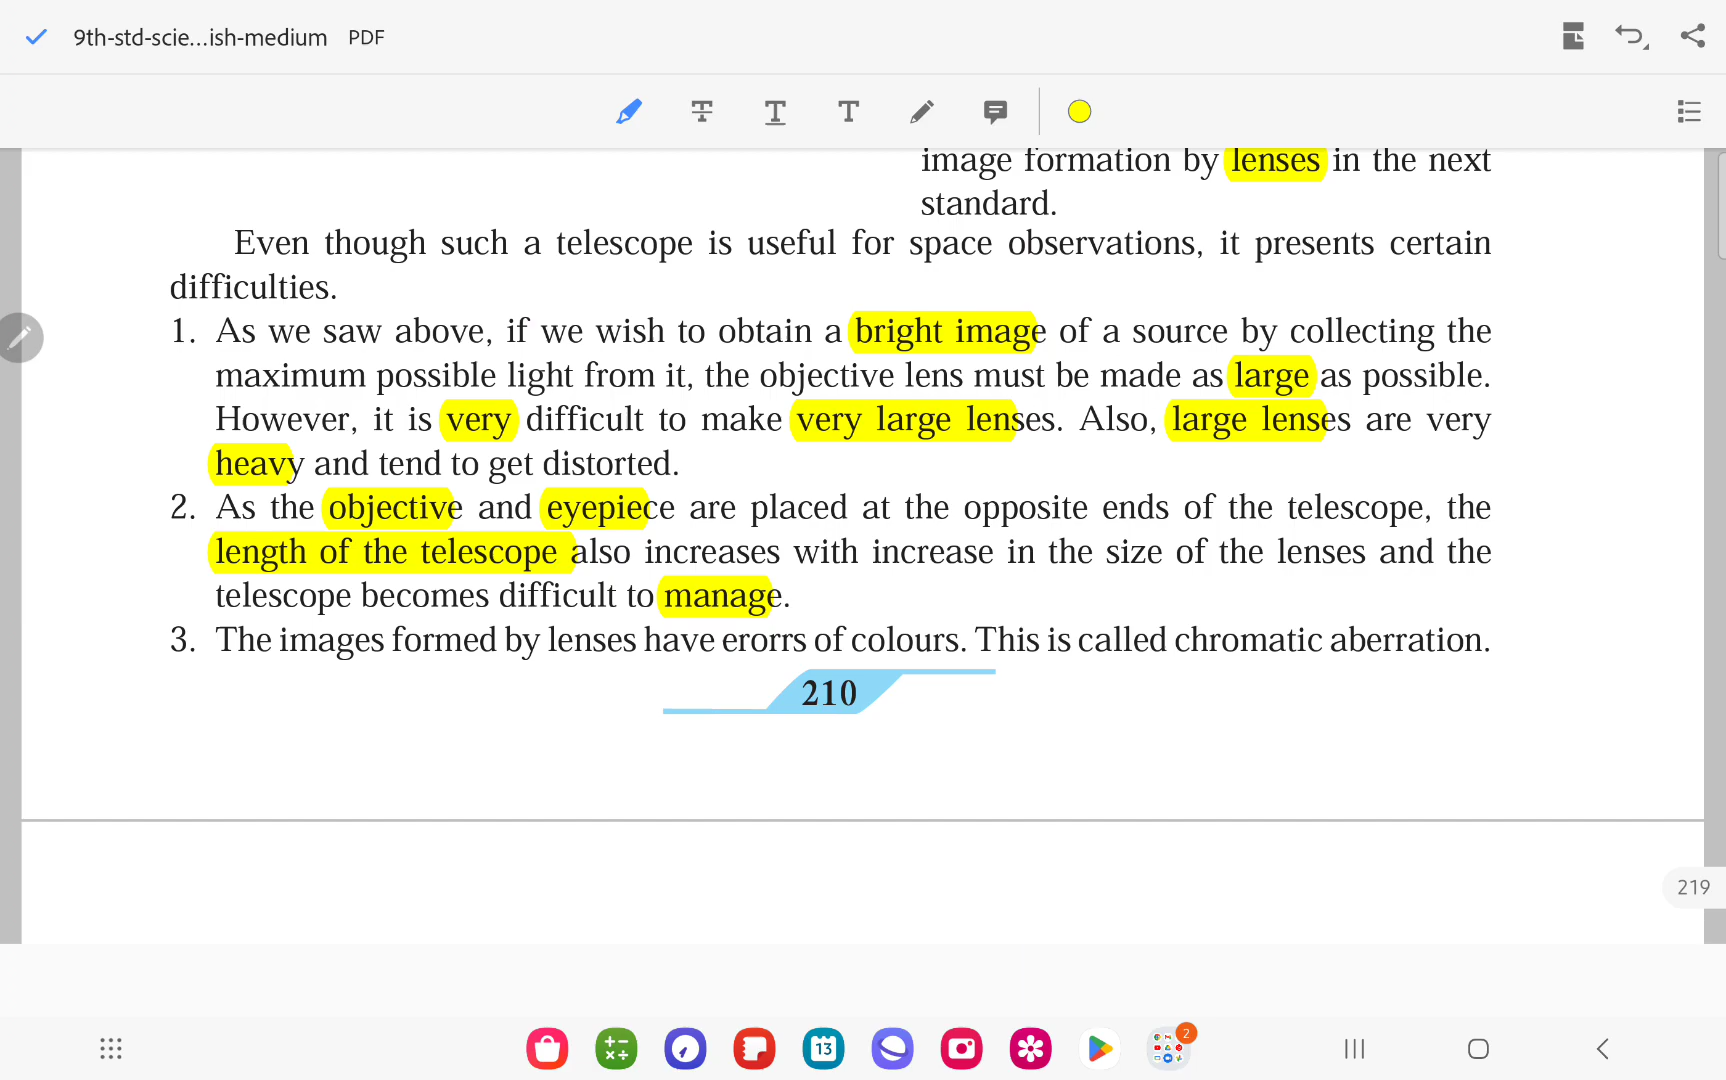 9th-std-scie...ish-medium PDF
image formation by lenses in the next
standard.
Even though such a telescope is useful for space observations, it presents certain
difficulties.
1. As we saw above, if we wish to obtain a bright image of a source by collecting the
maximum possible light from it, the objective lens must be made as large as possible.
However, it is very difficult to make very large lenses. Also, large lenses are very
heavy and tend to get distorted.
2. As the objective and eyepiece are placed at the opposite ends of the telescope, the
length of the telescope also increases with increase in the size of the lenses and the
telescope becomes difficult to manage.
3. The images formed by lenses have erorrs of colours. This is called chromatic aberration.
210
219
13
2